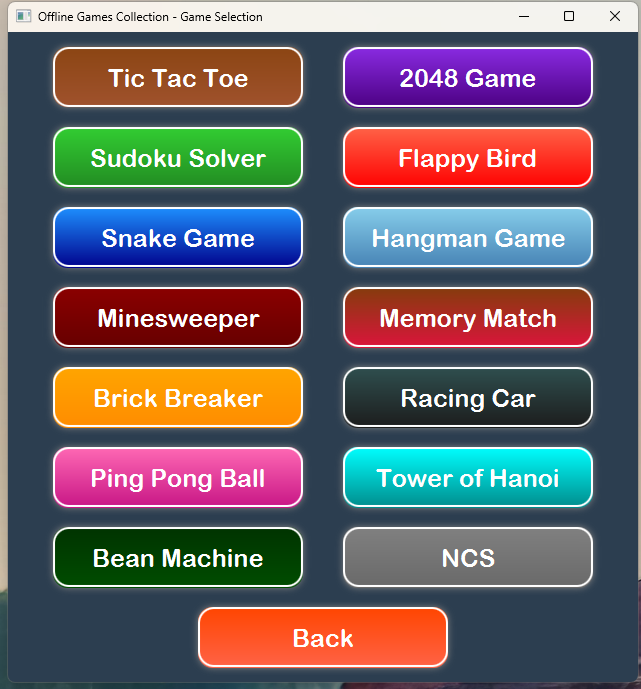 Offline Games Collection - Game Selection
Tic Tac Toe
2048 Game
Sudoku Solver
Flappy Bird
Snake Game
Hangman Game
Minesweeper
Memory Match
Brick Breaker
Racing Car
Ping Pong Ball
Tower of Hanoi
Bean Machine
NCS
Back